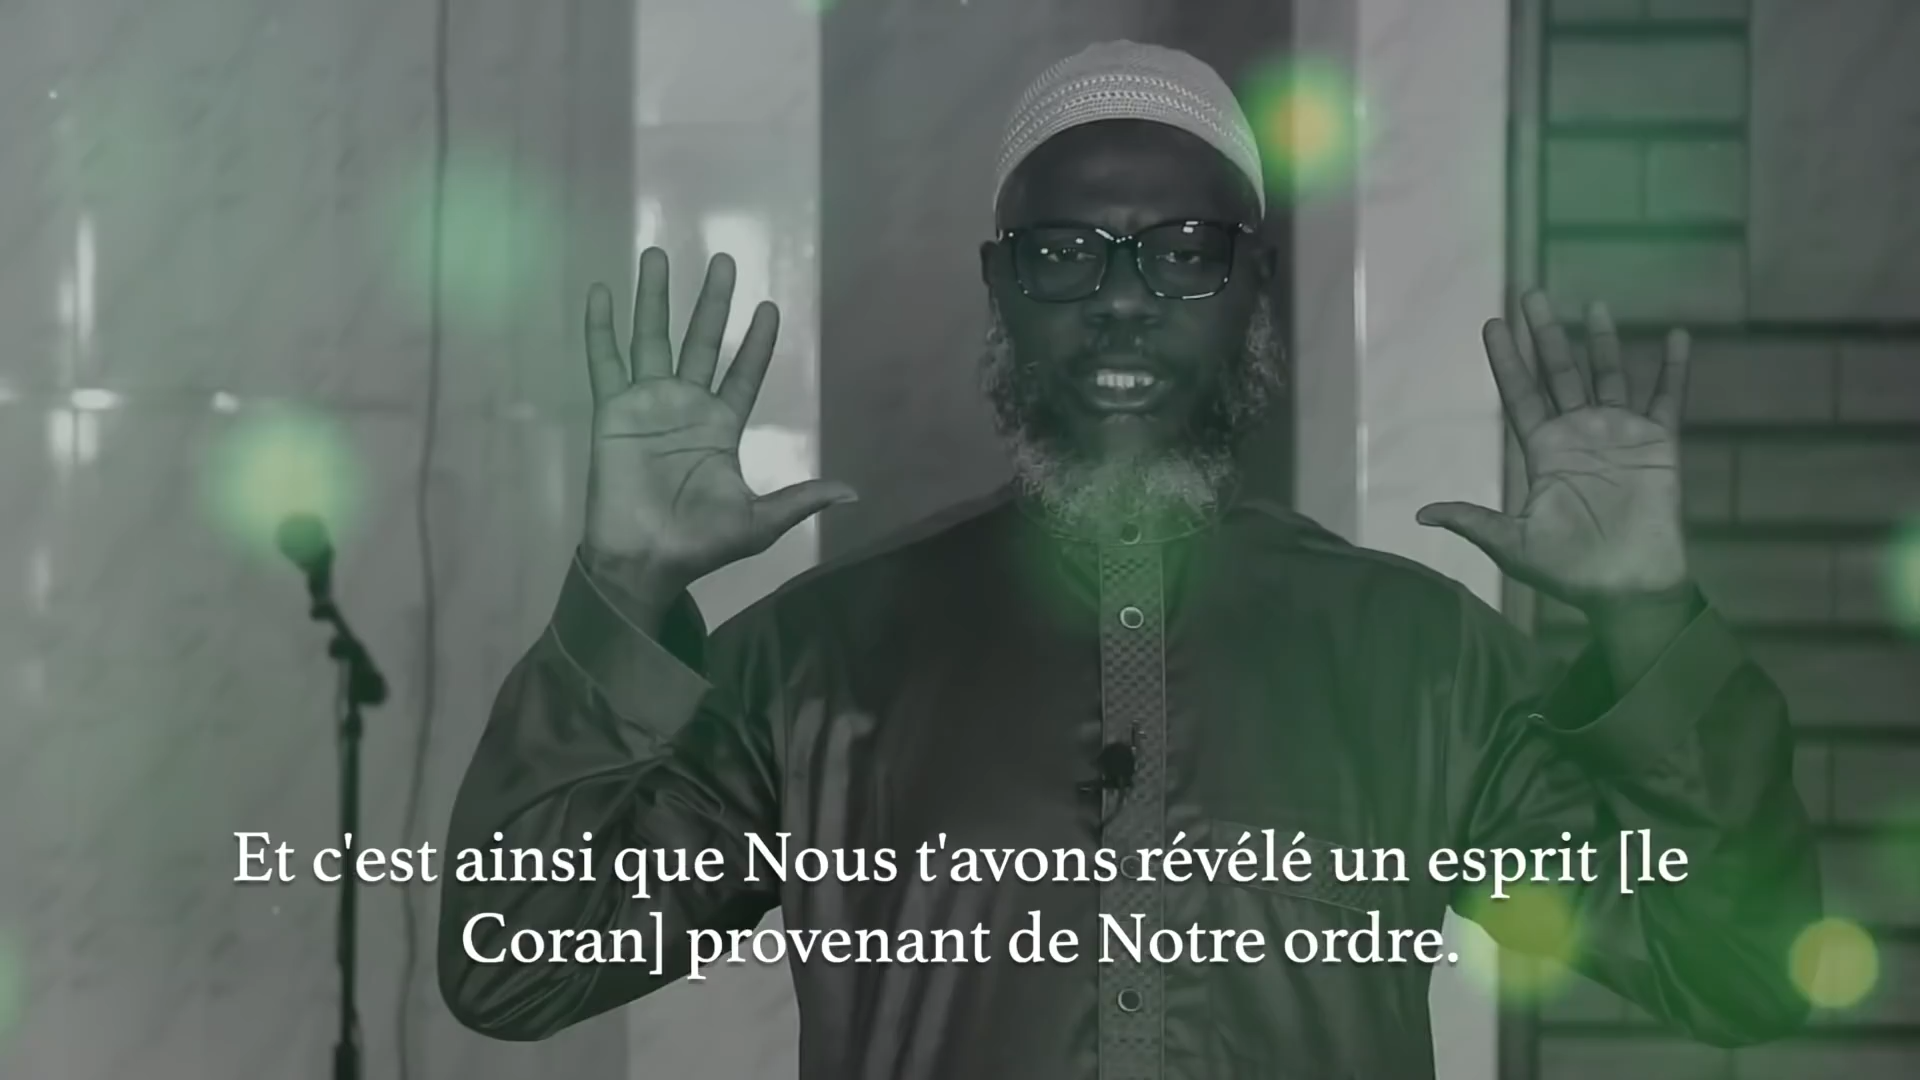 Et c'est ainsi que Nous t'avons révélé un esprit [le
Coran] provenant de Notre ordre.